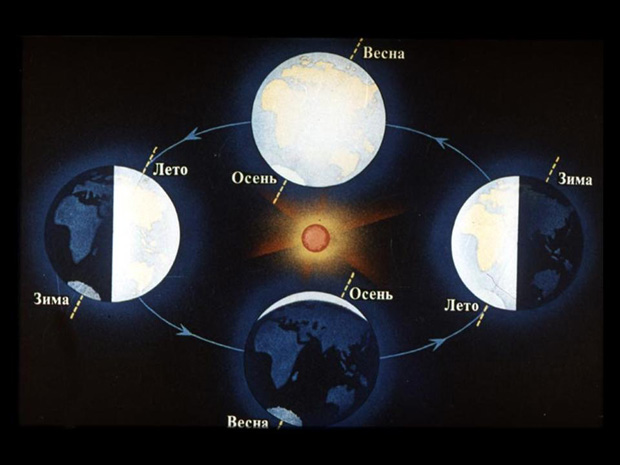 Весна
Осень
Лето
Зима
Зима
Лето
Осень
Весна